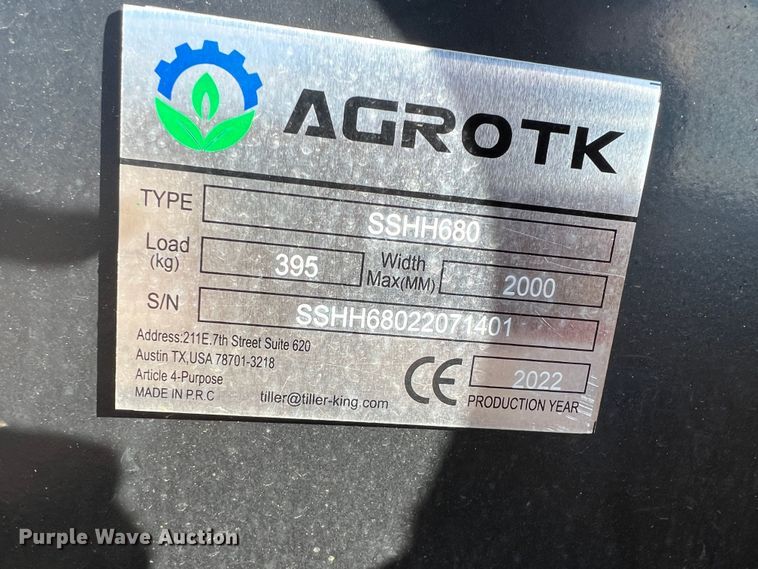 AGROTK
TYPE SSHH680
Load (kg) 395 Width Max(MM) 2000
S/N SSHH68022071401
Address:211E.7th Street Suite 620
Austin TX,USA 78701-3218
Article 4-Purpose
MADE IN P.R.C tiller@tiller-king.com
CE 2022
PRODUCTION YEAR
Purple Wave Auction